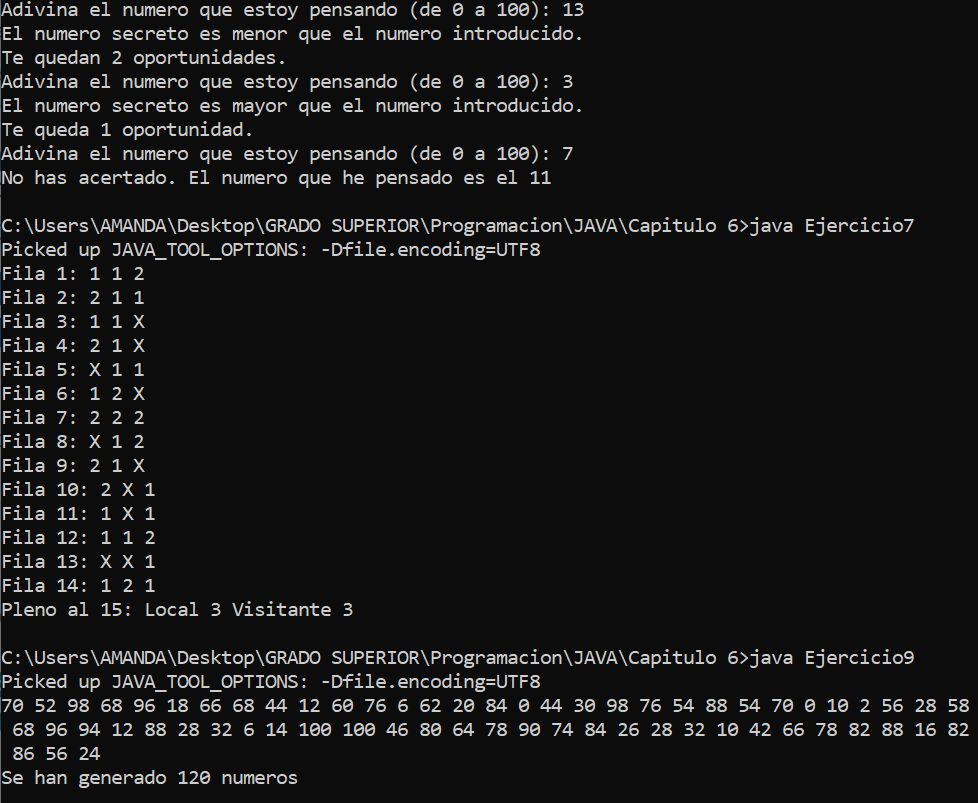 Adivina el numero que estoy pensando (de 0 a 100): 13
El numero secreto es menor que el numero introducido.
Te quedan 2 oportunidades.
Adivina el numero que estoy pensando (de 0 a 100): 3
El numero secreto es mayor que el numero introducido.
Te queda 1 oportunidad.
Adivina el numero que estoy pensando (de 0 a 100): 7
No has acertado. El numero que he pensado es el 11
C:\Users\AMANDA\Desktop\GRADO SUPERIOR\Programacion\JAVA\Capitulo 6>java Ejercicio7
Picked up JAVA_TOOL_OPTIONS: -Dfile.encoding=UTF8
Fila 1: 1 1 2
Fila 2: 2 1 1
Fila 3: 1 1 X
Fila 4: 2 1 X
Fila 5: X 1 1
Fila 6: 1 2 X
Fila 7: 2 2 2
Fila 8: X 1 2
Fila 9: 2 1 X
Fila 10: 2 X 1
Fila 11: 1 X 1
Fila 12: 1 1 2
Fila 13: X X 1
Fila 14: 1 2 1
Pleno al 15: Local 3 Visitante 3
C:\Users\AMANDA\Desktop\GRADO SUPERIOR\Programacion\JAVA\Capitulo 6>java Ejercicio9
Picked up JAVA_TOOL_OPTIONS: -Dfile.encoding=UTF8
70 52 98 68 96 18 66 68 44 12 60 76 6 62 20 84 0 44 30 98 76 54 88 54 70 0 10 2 56 28 58
68 96 94 12 88 28 32 6 14 100 100 46 80 64 78 90 74 84 26 28 32 10 42 66 78 82 88 16 82
86 56 24
Se han generado 120 numeros